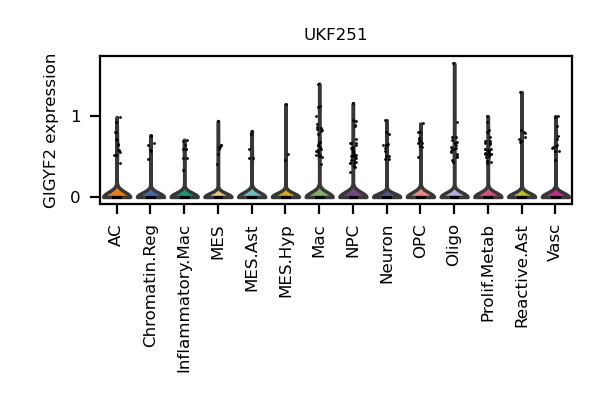 UKF251
GIGYF2 expression
1
0
AC
Chromatin.Reg
Inflammatory.Mac
MES
MES.Ast
MES.Hyp
Mac
NPC
Neuron
OPC
Oligo
Prolif.Metab
Reactive.Ast
Vasc